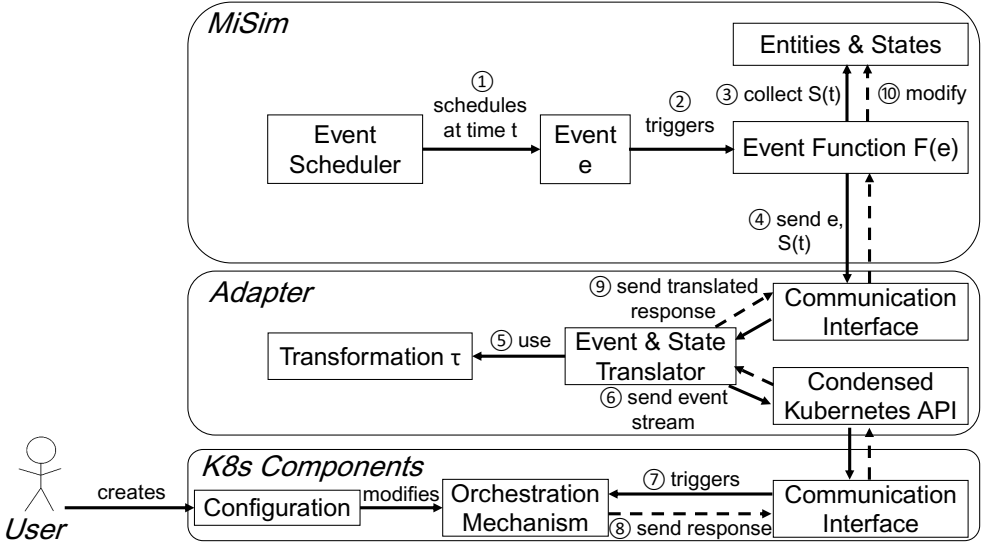 MiSim
Entities & States
①
schedules
at time t
②
triggers
③ collect S(t)
⑩ modify
Event
Scheduler
Event
e
Event Function F(e)
④ send e,
S(t)
Adapter
⑨ send translated
response
Communication
Interface
Transformation τ
⑤ use
Event & State
Translator
⑥ send event
stream
Condensed
Kubernetes API
K8s Components
User
creates
Configuration
modifies
Orchestration
Mechanism
⑦ triggers
⑧ send response
Communication
Interface